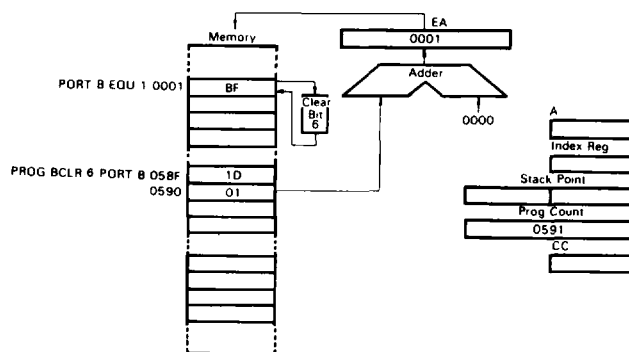 EA
Memory
0001
Adder
PORT B EQU 1 0001
BF
Clear
Bit
6
0000
A
Index Reg
PROG BCLR 6 PORT B 058F
1D
0590
01
Stack Point
Prog Count
0591
CC